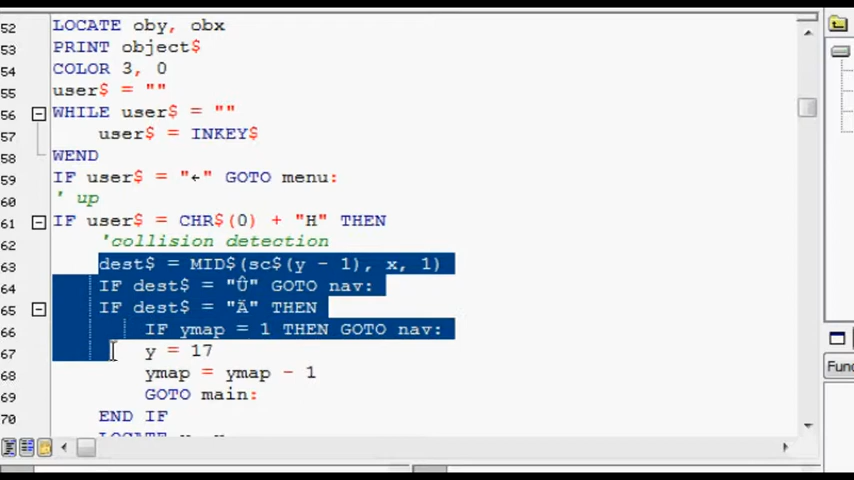 52 LOCATE oby, obx
53 PRINT object$
54 COLOR 3, 0
55 user$ = ""
56 WHILE user$ = ""
57 user$ = INKEY$
58 WEND
59 IF user$ = "←" GOTO menu:
60 ' up
61 IF user$ = CHR$(0) + "H" THEN
62 'collision detection
63 dest$ = MID$(sc$(y - 1), x, 1)
64 IF dest$ = "Û" GOTO nav:
65 IF dest$ = "Ä" THEN
66 IF ymap = 1 THEN GOTO nav:
67 y = 17
68 ymap = ymap - 1
69 GOTO main:
70 END IF
Func